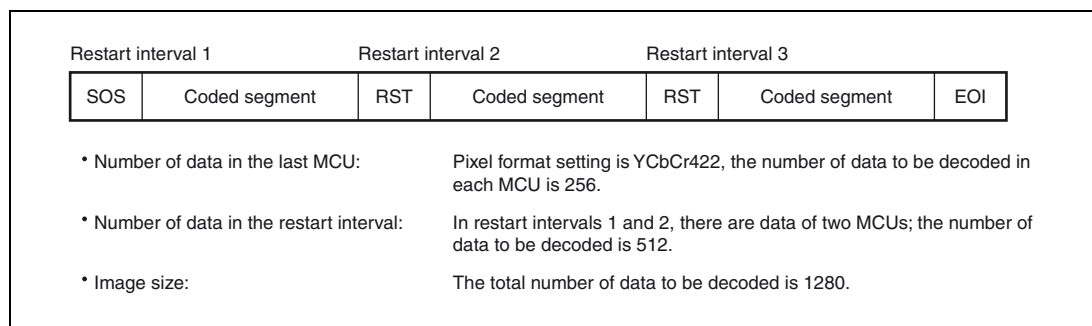 Restart interval 1 Restart interval 2 Restart interval 3
SOS Coded segment RST Coded segment RST Coded segment EOI
• Number of data in the last MCU: Pixel format setting is YCbCr422, the number of data to be decoded in
each MCU is 256.
• Number of data in the restart interval: In restart intervals 1 and 2, there are data of two MCUs; the number of
data to be decoded is 512.
• Image size: The total number of data to be decoded is 1280.